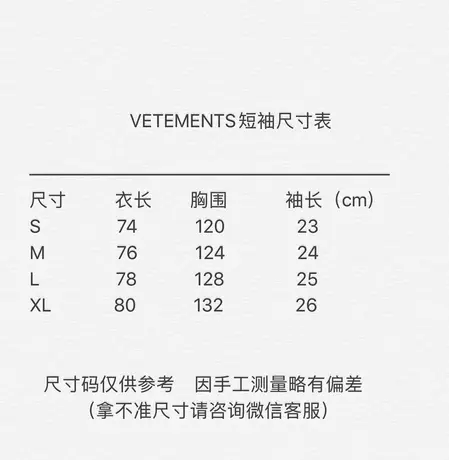 VETEMENTS短袖尺寸表
尺寸 衣长 胸围 袖长（cm）
S 74 120 23
M 76 124 24
L 78 128 25
XL 80 132 26
尺寸码仅供参考 因手工测量略有偏差
（拿不准尺寸请咨询微信客服）